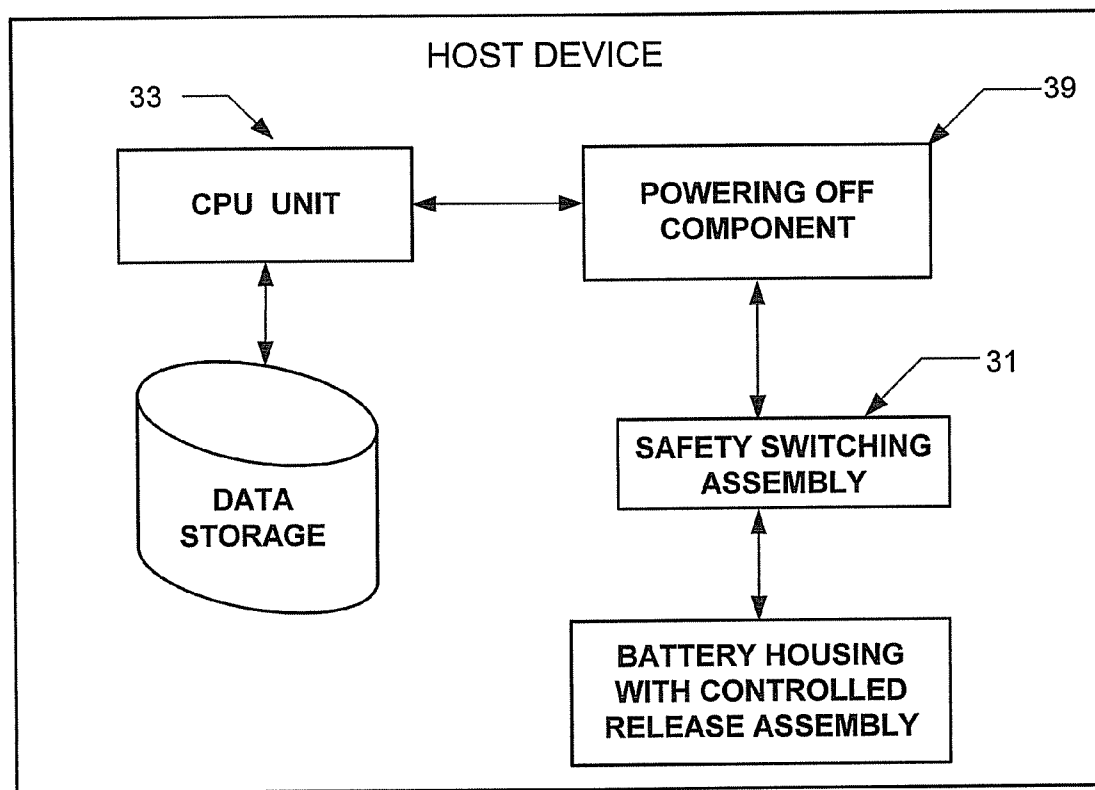 HOST DEVICE
33
39
CPU UNIT
POWERING OFF
COMPONENT
31
SAFETY SWITCHING
ASSEMBLY
DATA
STORAGE
BATTERY HOUSING
WITH CONTROLLED
RELEASE ASSEMBLY